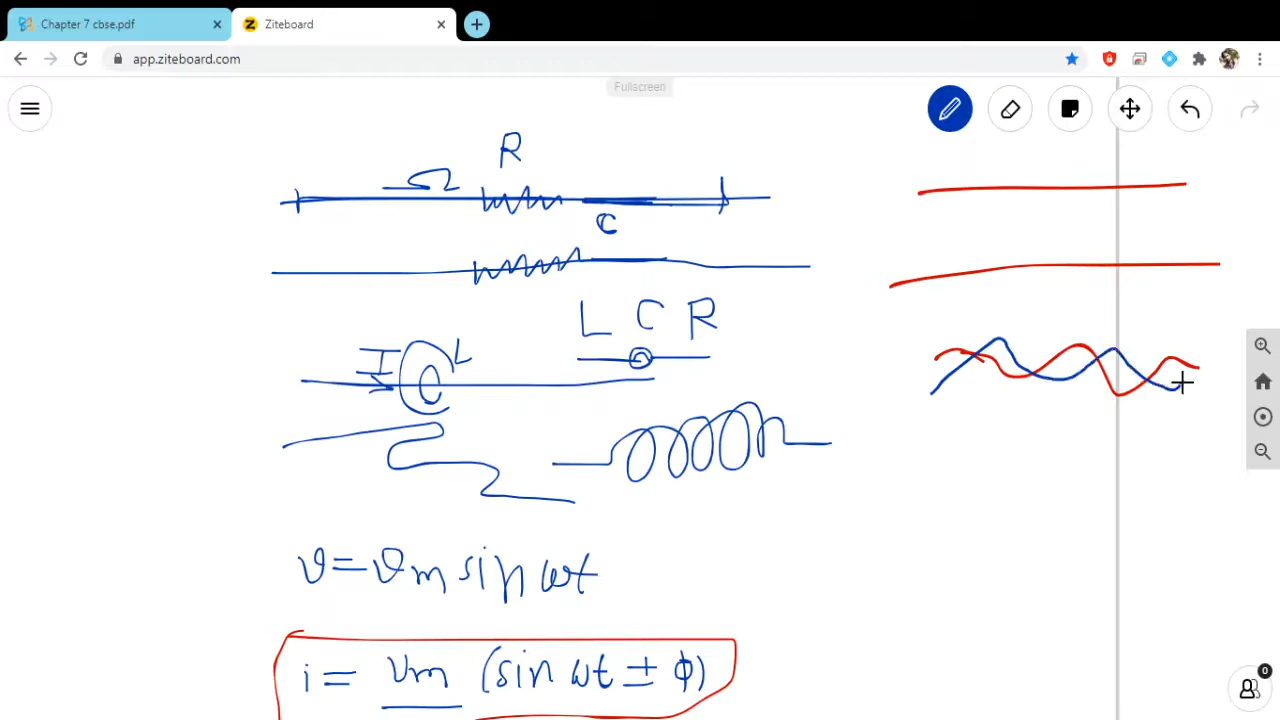 Chapter 7 cbse.pdf
Ziteboard
app.ziteboard.com
Fullscreen
R
Ω
C
L C R
I L
v = vm sin ωt
i = vm (sin ωt ± ϕ)
0